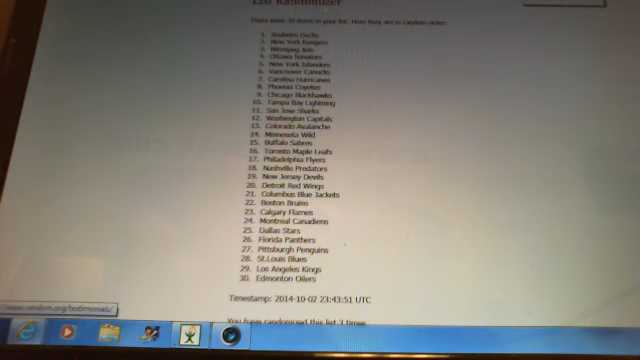 List Randomizer
There were 30 items in your list. Here they are in random order:
1. Anaheim Ducks
2. New York Rangers
3. Winnipeg Jets
4. Ottawa Senators
5. New York Islanders
6. Vancouver Canucks
7. Carolina Hurricanes
8. Phoenix Coyotes
9. Chicago Blackhawks
10. Tampa Bay Lightning
11. San Jose Sharks
12. Washington Capitals
13. Colorado Avalanche
14. Minnesota Wild
15. Buffalo Sabres
16. Toronto Maple Leafs
17. Philadelphia Flyers
18. Nashville Predators
19. New Jersey Devils
20. Detroit Red Wings
21. Columbus Blue Jackets
22. Boston Bruins
23. Calgary Flames
24. Montreal Canadiens
25. Dallas Stars
26. Florida Panthers
27. Pittsburgh Penguins
28. St.Louis Blues
29. Los Angeles Kings
30. Edmonton Oilers
Timestamp: 2014-10-02 23:43:51 UTC
www.random.org/testimonials/
You have randomized this list 3 times